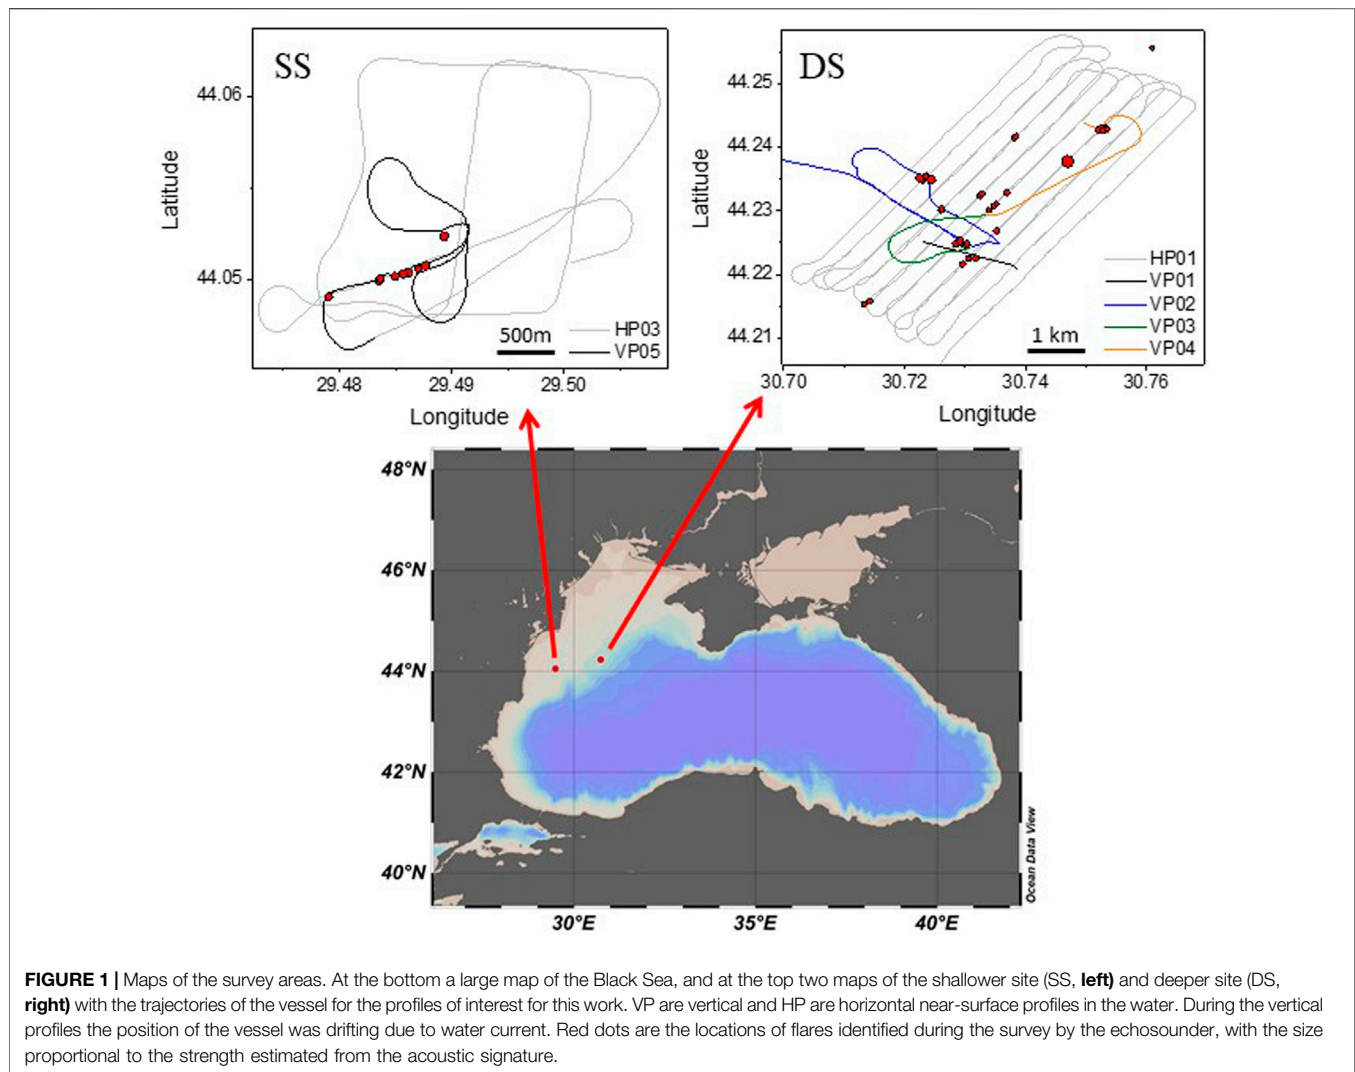 SS
44.06
44.05
Latitude
500m
HP03
VP05
29.48
29.49
29.50
Longitude
DS
44.25
44.24
44.23
44.22
44.21
Latitude
1 km
HP01
VP01
VP02
VP03
VP04
30.70
30.72
30.74
30.76
Longitude
48°N
46°N
44°N
42°N
40°N
30°E
35°E
40°E
Ocean Data View
FIGURE 1 | Maps of the survey areas. At the bottom a large map of the Black Sea, and at the top two maps of the shallower site (SS, left) and deeper site (DS,
right) with the trajectories of the vessel for the profiles of interest for this work. VP are vertical and HP are horizontal near-surface profiles in the water. During the vertical
profiles the position of the vessel was drifting due to water current. Red dots are the locations of flares identified during the survey by the echosounder, with the size
proportional to the strength estimated from the acoustic signature.